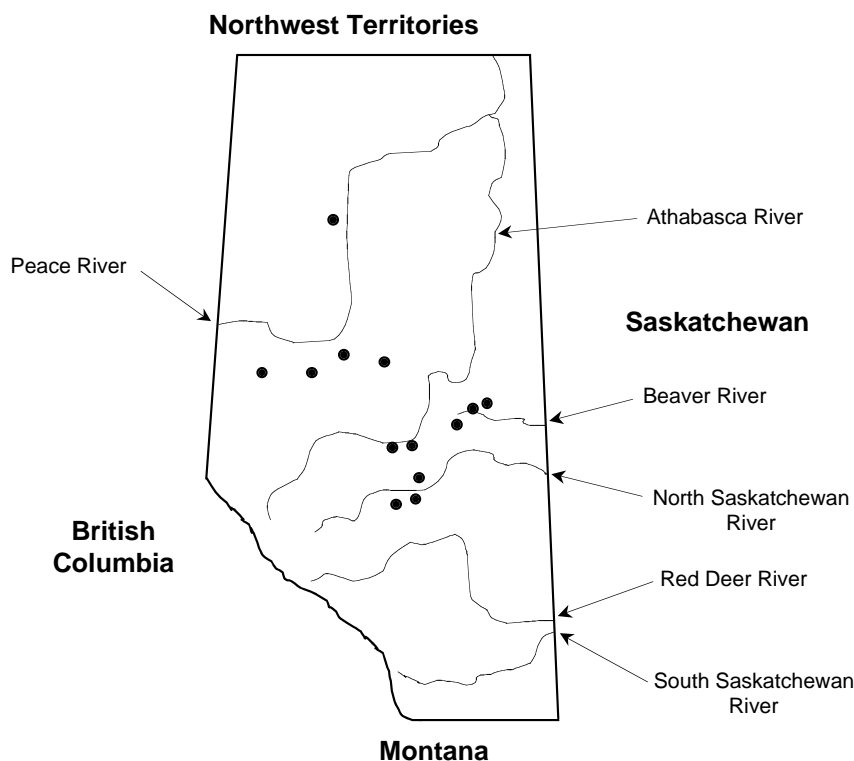 Northwest Territories
Athabasca River
Peace River
Saskatchewan
Beaver River
North Saskatchewan
River
British
Columbia
Red Deer River
South Saskatchewan
River
Montana